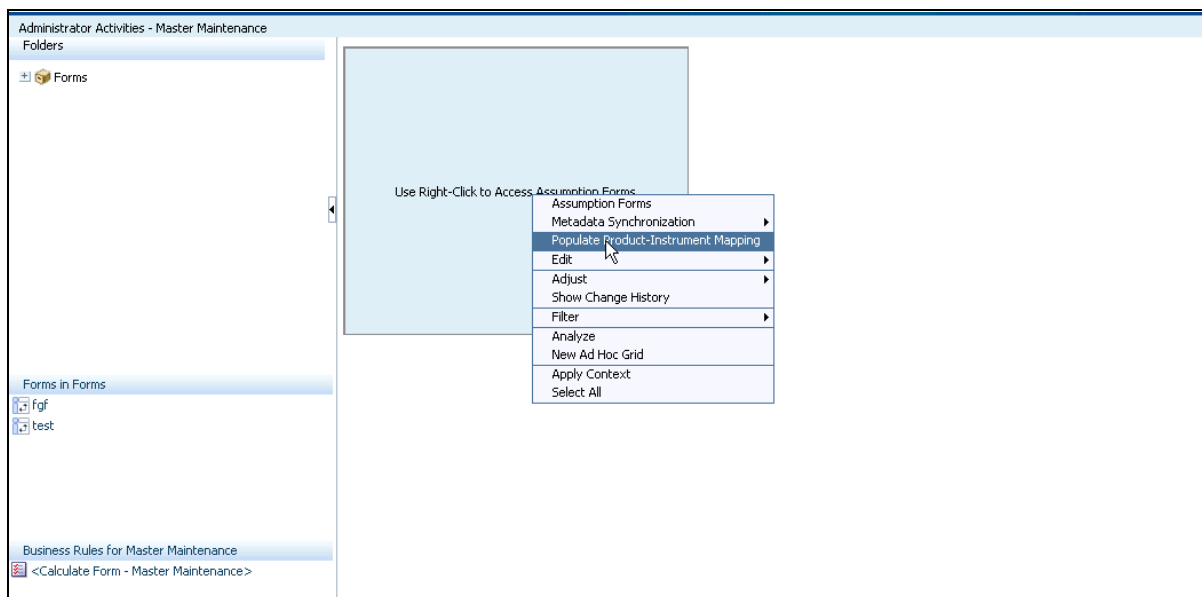 Administrator Activities - Master Maintenance
Folders
Forms
Use Right-Click to Access Assumption Forms
Assumption Forms
Metadata Synchronization
Populate Product-Instrument Mapping
Edit
Adjust
Show Change History
Filter
Analyze
New Ad Hoc Grid
Apply Context
Select All
Forms in Forms
fgf
test
Business Rules for Master Maintenance
<Calculate Form - Master Maintenance>